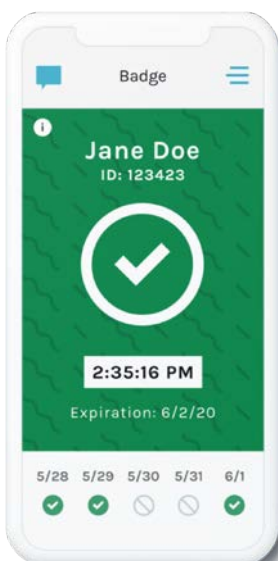 Badge
i
Jane Doe
ID: 123423
2:35:16 PM
Expiration: 6/2/20
5/28 5/29 5/30 5/31 6/1